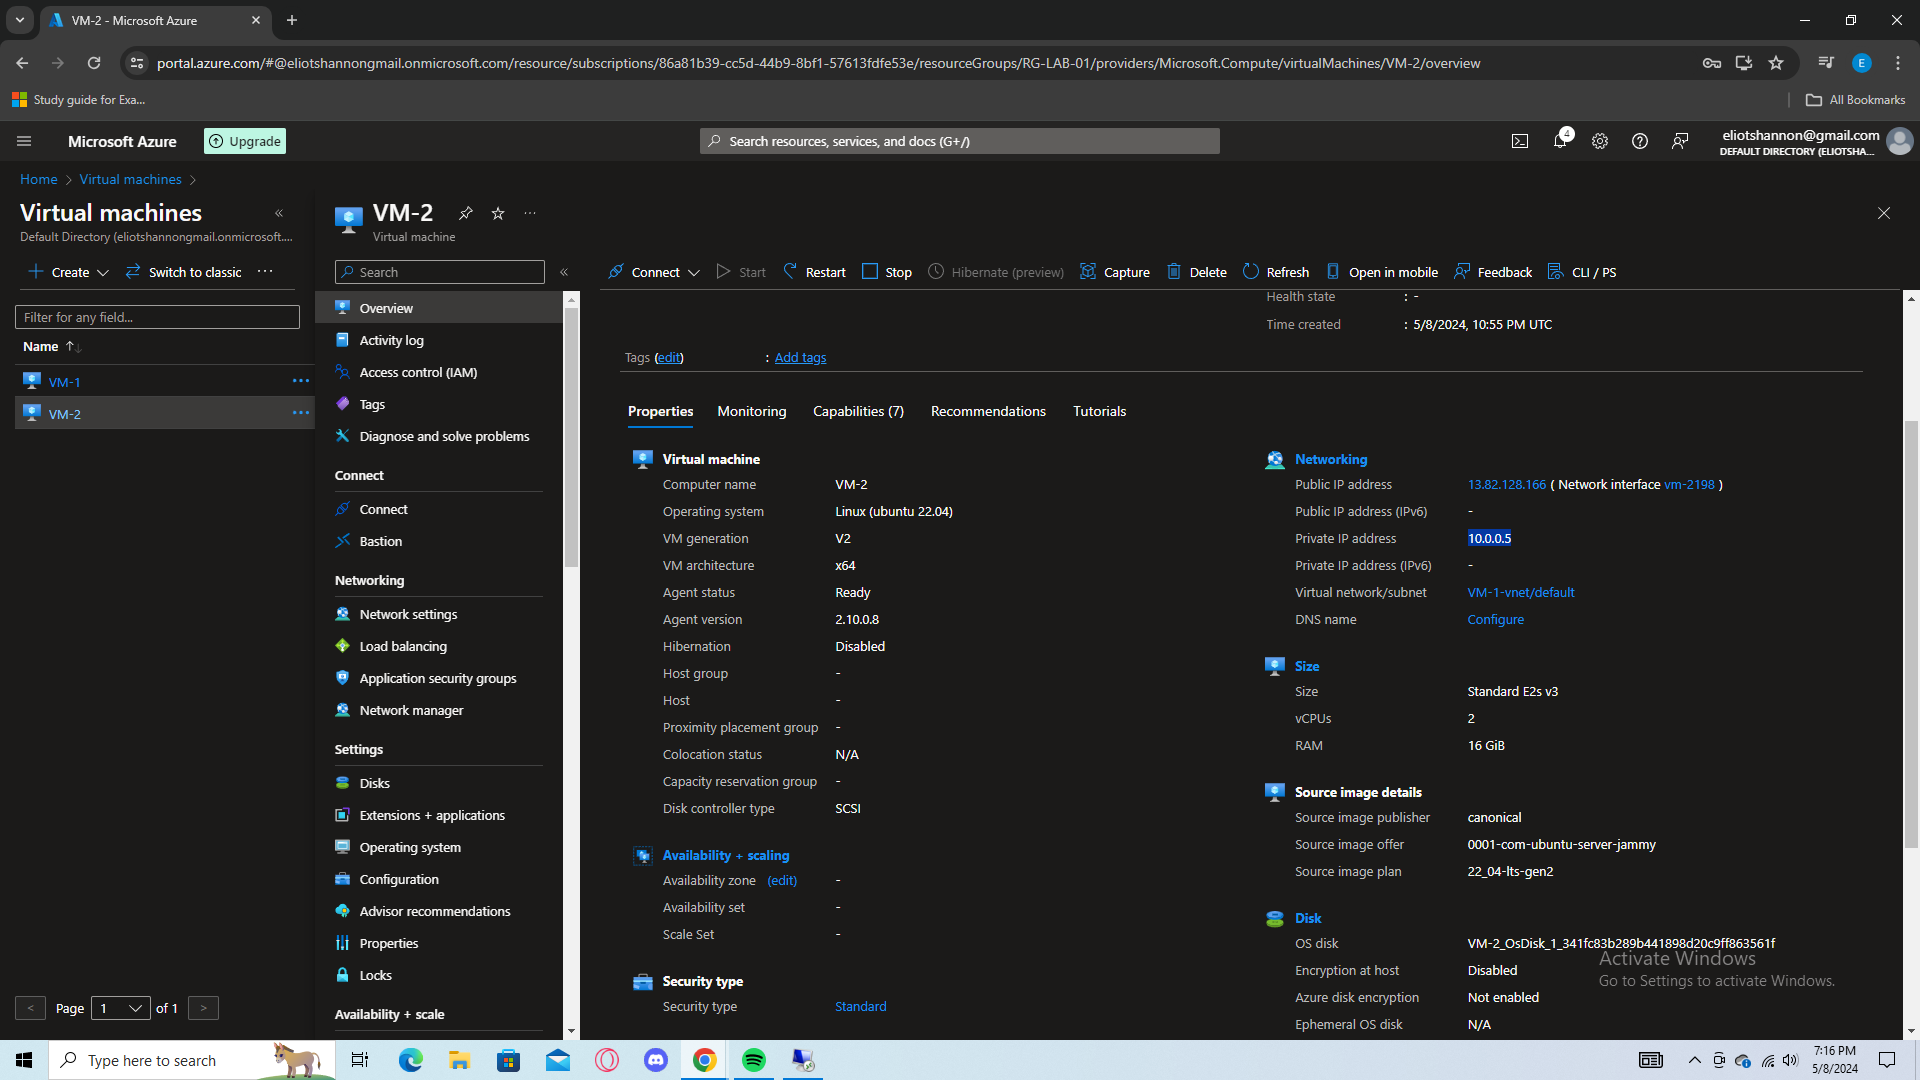 VM-2 - Microsoft Azure
portal.azure.com/#@eliotshannongmail.onmicrosoft.com/resource/subscriptions/86a81b39-cc5d-44b9-8bf1-57613fdfe53e/resourceGroups/RG-LAB-01/providers/Microsoft.Compute/virtualMachines/VM-2/overview
E
Study guide for Exa...
All Bookmarks
Microsoft Azure
Upgrade
Search resources, services, and docs (G+/)
4
eliotshannon@gmail.com
DEFAULT DIRECTORY (ELIOTSHA...
Home > Virtual machines >
Virtual machines
Default Directory (eliotshannongmail.onmicrosoft....
Create
Switch to classic
Filter for any field...
Name
VM-1
VM-2
< Page 1 of 1 >
VM-2
Virtual machine
Search
Overview
Activity log
Access control (IAM)
Tags
Diagnose and solve problems
Connect
Connect
Bastion
Networking
Network settings
Load balancing
Application security groups
Network manager
Settings
Disks
Extensions + applications
Operating system
Configuration
Advisor recommendations
Properties
Locks
Availability + scale
Connect
Start
Restart
Stop
Hibernate (preview)
Capture
Delete
Refresh
Open in mobile
Feedback
CLI / PS
Health state : -
Time created : 5/8/2024, 10:55 PM UTC
Tags (edit) : Add tags
Properties
Monitoring
Capabilities (7)
Recommendations
Tutorials
Virtual machine
Computer name VM-2
Operating system Linux (ubuntu 22.04)
VM generation V2
VM architecture x64
Agent status Ready
Agent version 2.10.0.8
Hibernation Disabled
Host group -
Host -
Proximity placement group -
Colocation status N/A
Capacity reservation group -
Disk controller type SCSI
Availability + scaling
Availability zone (edit) -
Availability set -
Scale Set -
Security type
Security type Standard
Networking
Public IP address 13.82.128.166 ( Network interface vm-2198 )
Public IP address (IPv6) -
Private IP address 10.0.0.5
Private IP address (IPv6) -
Virtual network/subnet VM-1-vnet/default
DNS name Configure
Size
Size Standard E2s v3
vCPUs 2
RAM 16 GiB
Source image details
Source image publisher canonical
Source image offer 0001-com-ubuntu-server-jammy
Source image plan 22_04-lts-gen2
Disk
OS disk VM-2_OsDisk_1_341fc83b289b441898d20c9ff863561f
Encryption at host Disabled
Azure disk encryption Not enabled
Ephemeral OS disk N/A
Activate Windows
Go to Settings to activate Windows.
Type here to search
7:16 PM
5/8/2024